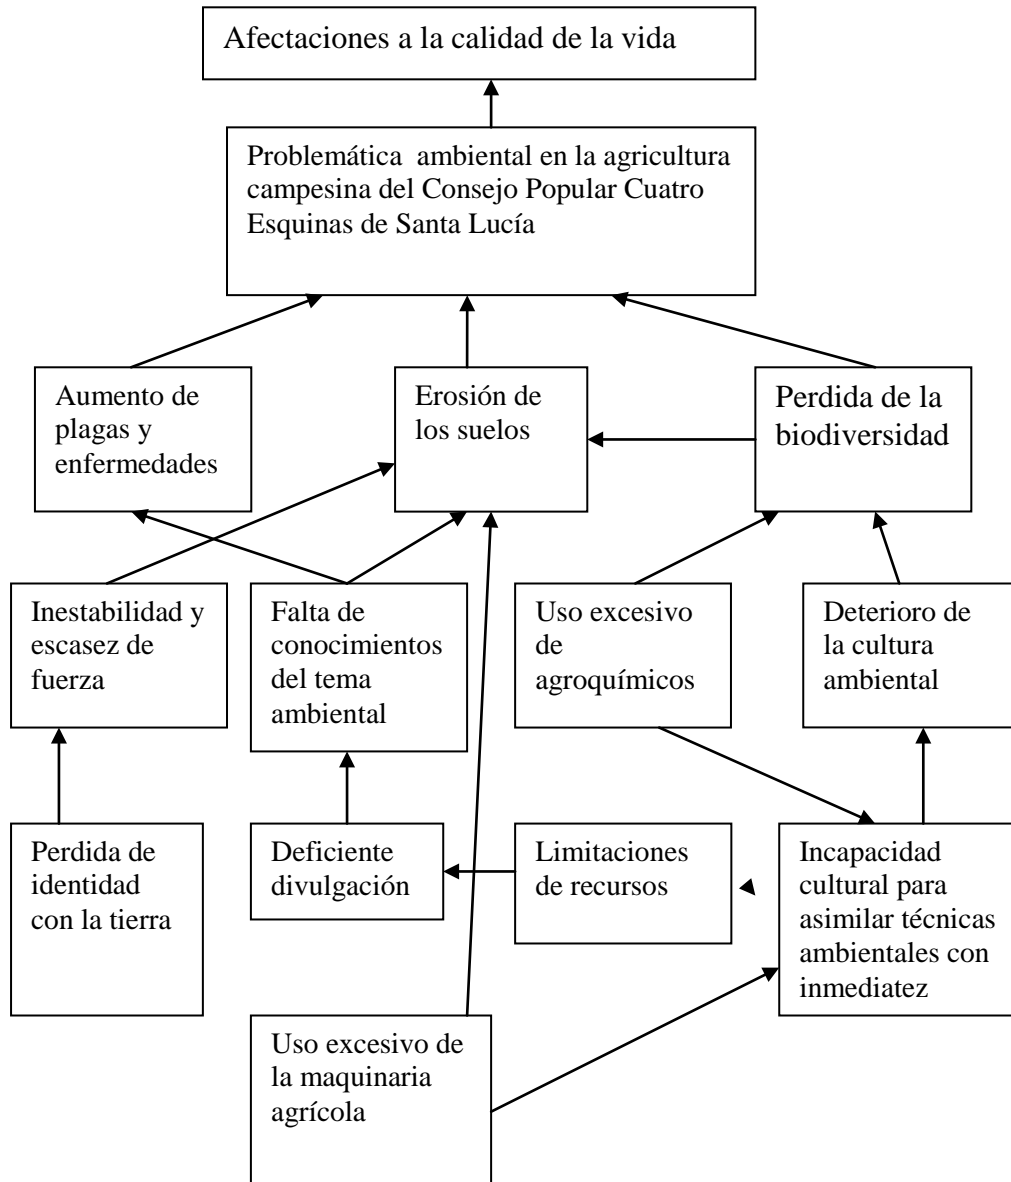 Afectaciones a la calidad de la vida
Problemática ambiental en la agricultura
campesina del Consejo Popular Cuatro
Esquinas de Santa Lucía
Aumento de
plagas y
enfermedades
Erosión de
los suelos
Perdida de la
biodiversidad
Inestabilidad y
escasez de
fuerza
Falta de
conocimientos
del tema
ambiental
Uso excesivo
de
agroquímicos
Deterioro de
la cultura
ambiental
Perdida de
identidad
con la tierra
Deficiente
divulgación
Limitaciones
de recursos
Incapacidad
cultural para
asimilar técnicas
ambientales con
inmediatez
Uso excesivo de
la maquinaria
agrícola